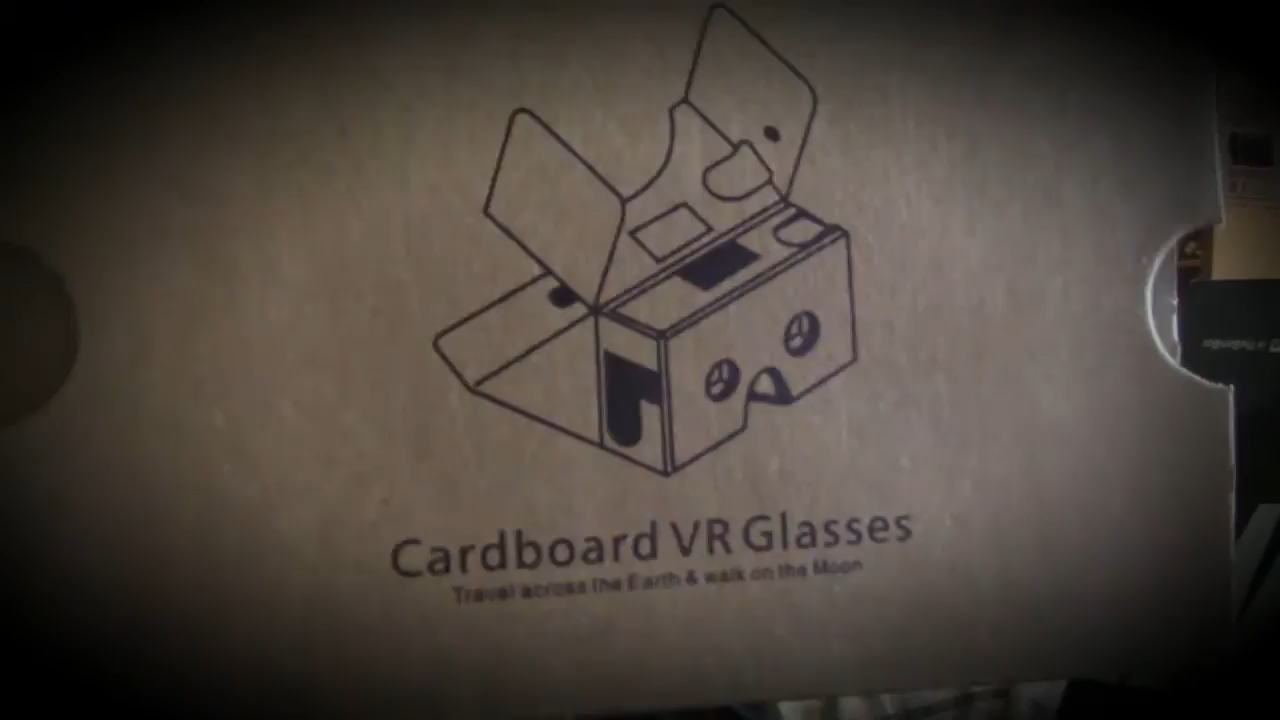 Cardboard VR Glasses
Travel across the Earth & walk on the Moon